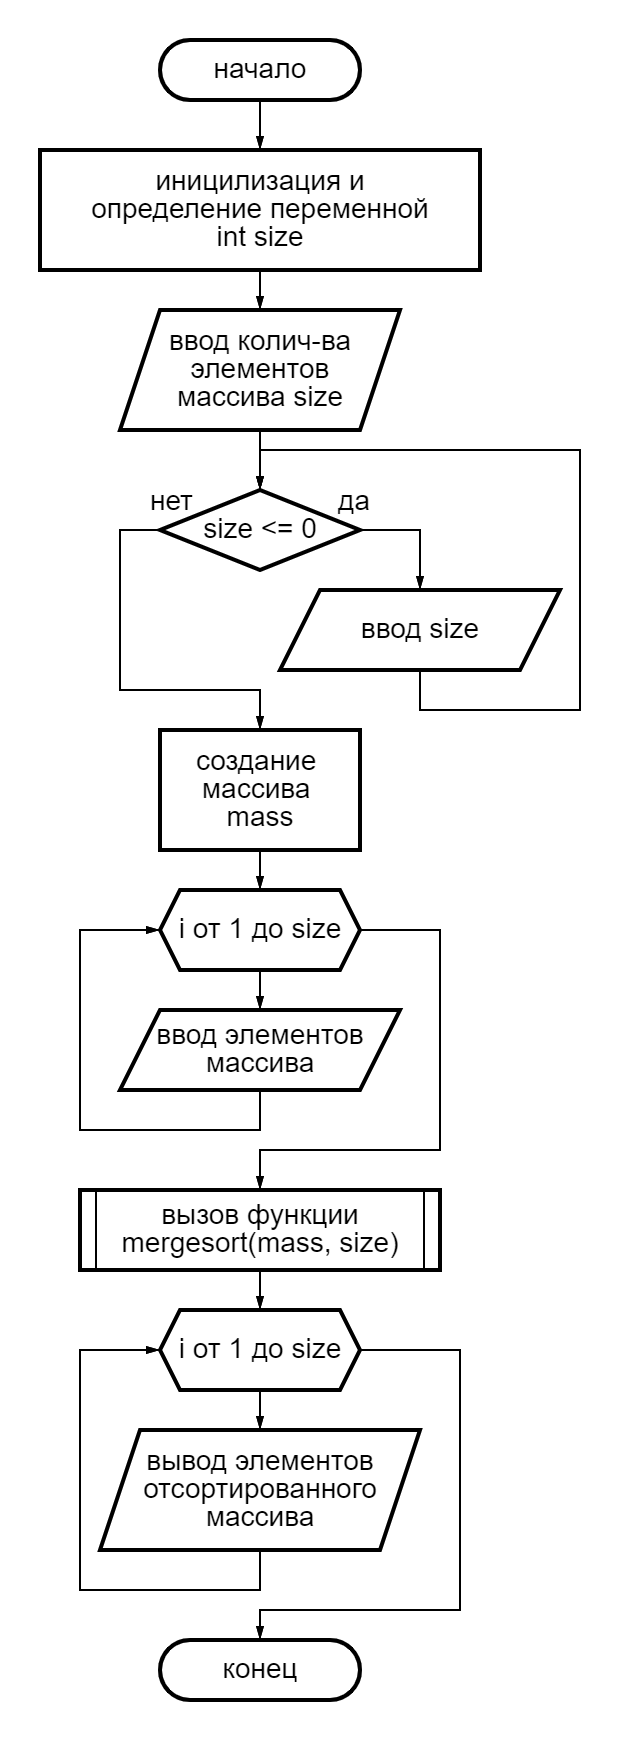 начало
иницилизация и
определение переменной
int size
ввод колич-ва
элементов
массива size
нет
да
size <= 0
ввод size
создание
массива
mass
i от 1 до size
ввод элементов
массива
вызов функции
mergesort(mass, size)
i от 1 до size
вывод элементов
отсортированного
массива
конец